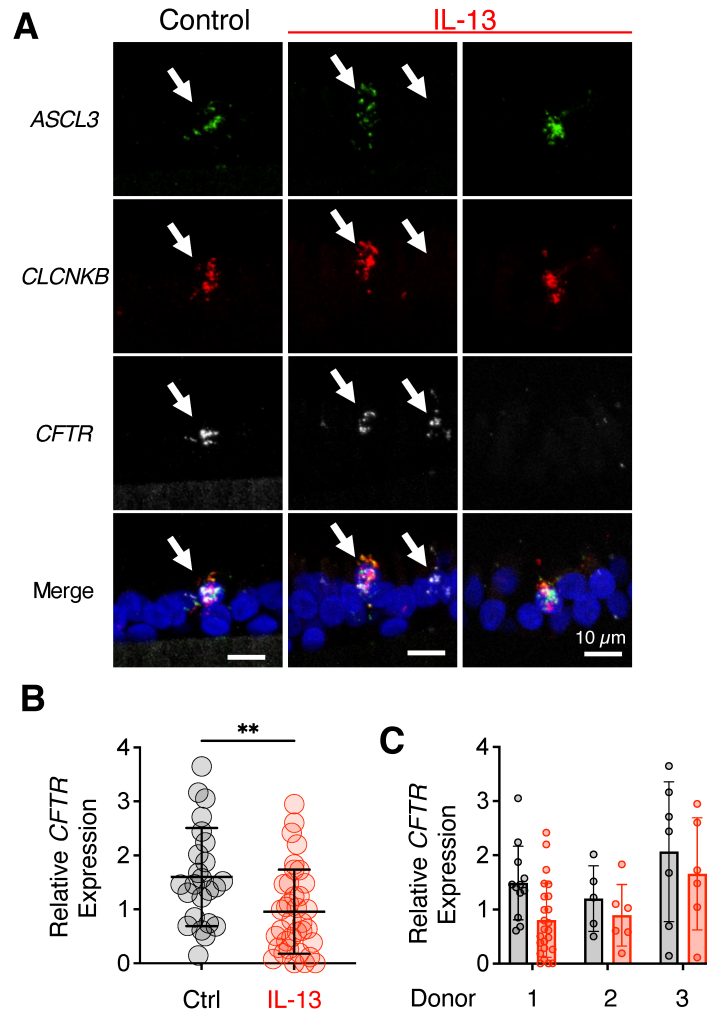 A
Control
IL-13
ASCL3
CLCNKB
CFTR
Merge
10 µm
B
**
Relative CFTR
Expression
4
3
2
1
0
Ctrl
IL-13
C
Relative CFTR
Expression
4
3
2
1
0
Donor
1
2
3